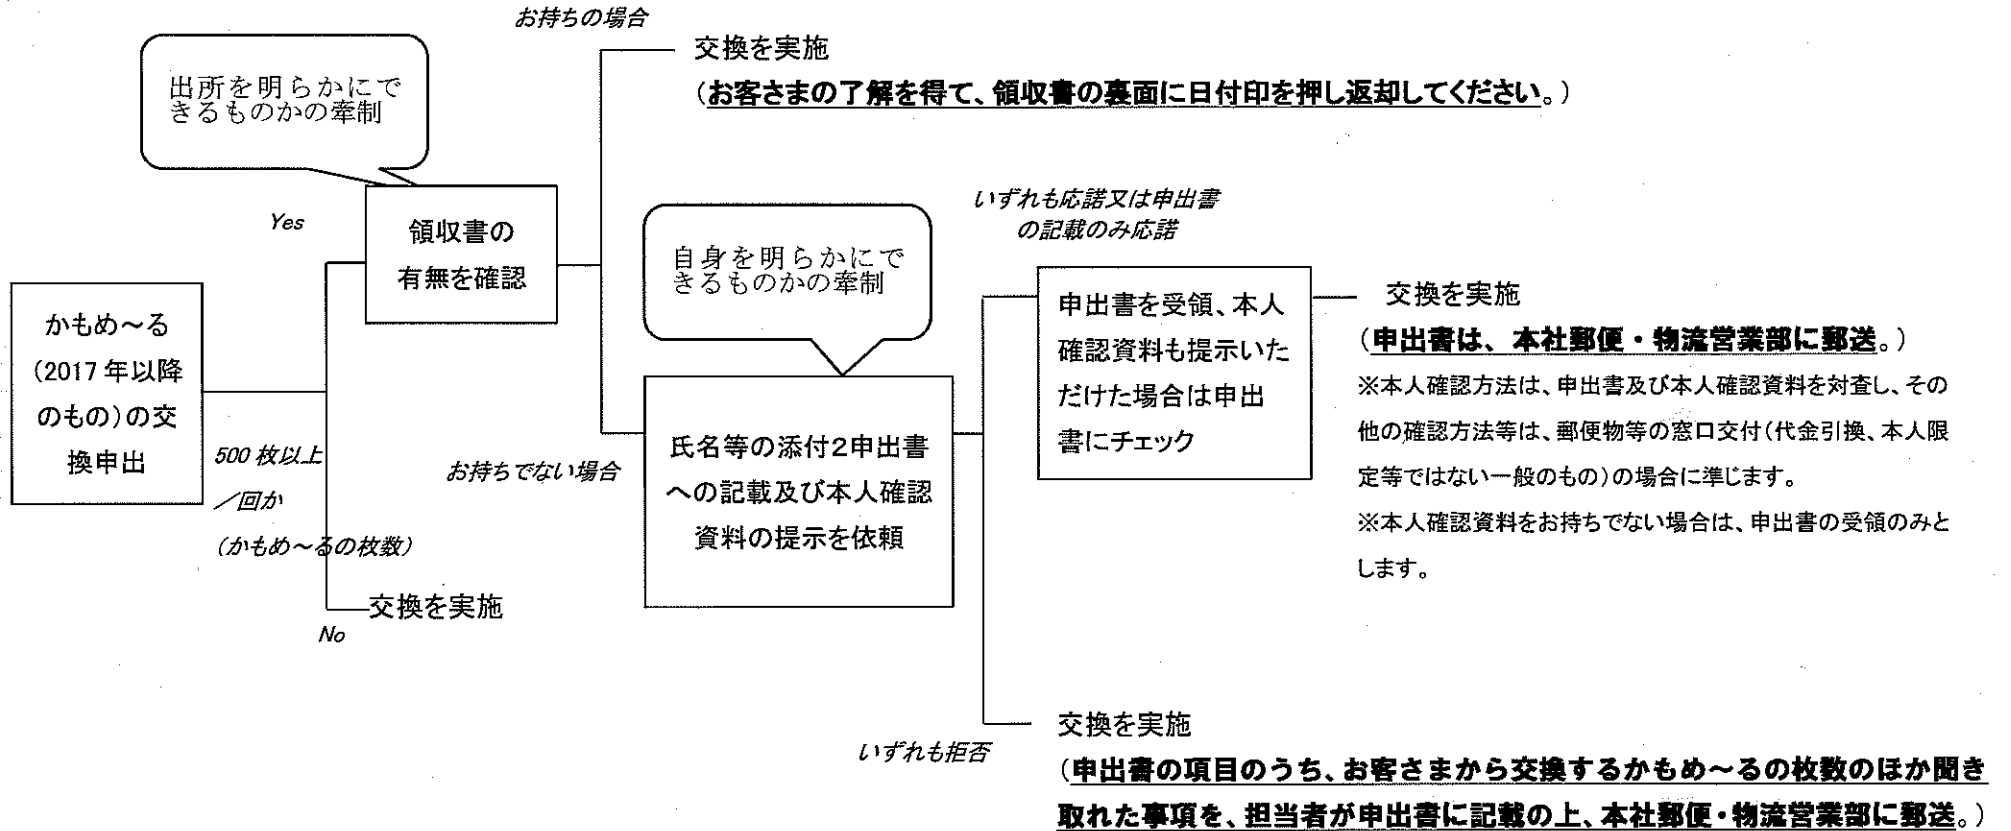 お持ちの場合
交換を実施
（お客さまの了解を得て、領収書の裏面に日付印を押し返却してください。）
出所を明らかにで
きるものかの牽制
Yes
領収書の
有無を確認
いずれも応諾又は申出書
の記載のみ応諾
自身を明らかにで
きるものかの牽制
かもめ～る
（2017年以降
のもの）の交
換申出
500枚以上
／回か
（かもめ～るの枚数）
お持ちでない場合
氏名等の添付２申出書
への記載及び本人確認
資料の提示を依頼
申出書を受領、本人
確認資料も提示いた
だけた場合は申出
書にチェック
交換を実施
（申出書は、本社郵便・物流営業部に郵送。）
※本人確認方法は、申出書及び本人確認資料を対査し、その
他の確認方法等は、郵便物等の窓口交付（代金引換、本人限
定等ではない一般のもの）の場合に準じます。
※本人確認資料をお持ちでない場合は、申出書の受領のみと
します。
交換を実施
No
いずれも拒否
交換を実施
（申出書の項目のうち、お客さまから交換するかもめ～るの枚数のほか聞き
取れた事項を、担当者が申出書に記載の上、本社郵便・物流営業部に郵送。）